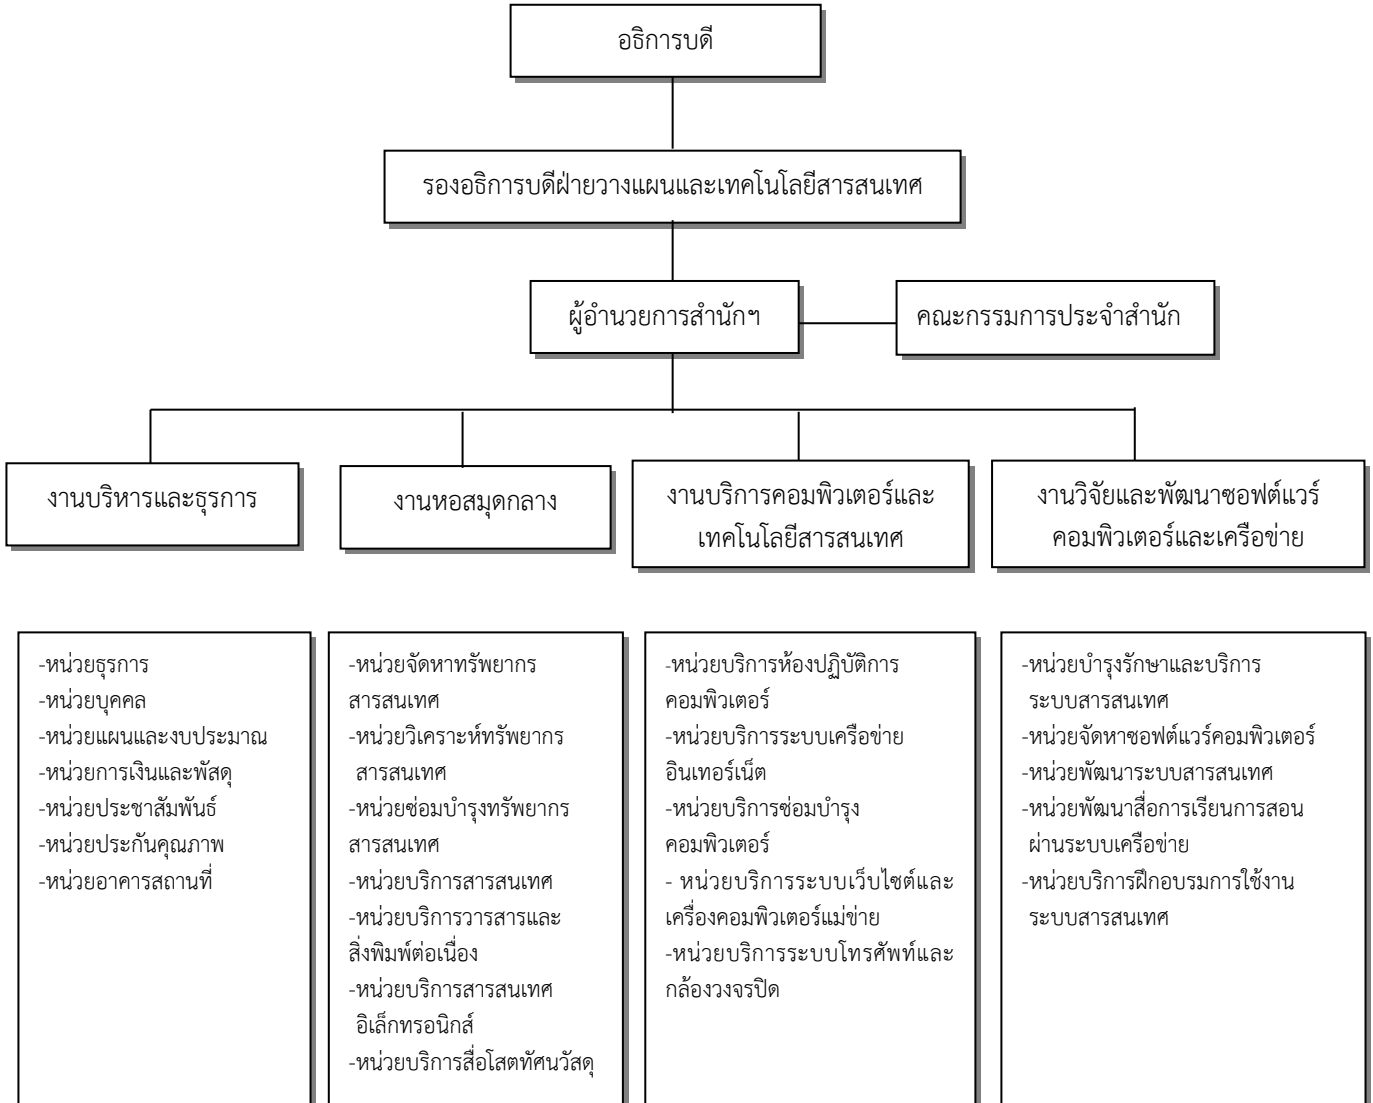 อธิการบดี
รองอธิการบดีฝ่ายวางแผนและเทคโนโลยีสารสนเทศ
ผู้อำนวยการสำนักฯ
คณะกรรมการประจำสำนัก
งานบริหารและธุรการ
งานหอสมุดกลาง
งานบริการคอมพิวเตอร์และ
เทคโนโลยีสารสนเทศ
งานวิจัยและพัฒนาซอฟต์แวร์
คอมพิวเตอร์และเครือข่าย
-หน่วยธุรการ
-หน่วยบุคคล
-หน่วยแผนและงบประมาณ
-หน่วยการเงินและพัสดุ
-หน่วยประชาสัมพันธ์
-หน่วยประกันคุณภาพ
-หน่วยอาคารสถานที่
-หน่วยจัดหาทรัพยากร
สารสนเทศ
-หน่วยวิเคราะห์ทรัพยากร
สารสนเทศ
-หน่วยซ่อมบำรุงทรัพยากร
สารสนเทศ
-หน่วยบริการสารสนเทศ
-หน่วยบริการวารสารและ
สิ่งพิมพ์ต่อเนื่อง
-หน่วยบริการสารสนเทศ
อิเล็กทรอนิกส์
-หน่วยบริการสื่อโสตทัศนวัสดุ
-หน่วยบริการห้องปฏิบัติการ
คอมพิวเตอร์
-หน่วยบริการระบบเครือข่าย
อินเทอร์เน็ต
-หน่วยบริการซ่อมบำรุง
คอมพิวเตอร์
- หน่วยบริการระบบเว็บไซต์และ
เครื่องคอมพิวเตอร์แม่ข่าย
-หน่วยบริการระบบโทรศัพท์และ
กล้องวงจรปิด
-หน่วยบำรุงรักษาและบริการ
ระบบสารสนเทศ
-หน่วยจัดหาซอฟต์แวร์คอมพิวเตอร์
-หน่วยพัฒนาระบบสารสนเทศ
-หน่วยพัฒนาสื่อการเรียนการสอน
ผ่านระบบเครือข่าย
-หน่วยบริการฝึกอบรมการใช้งาน
ระบบสารสนเทศ